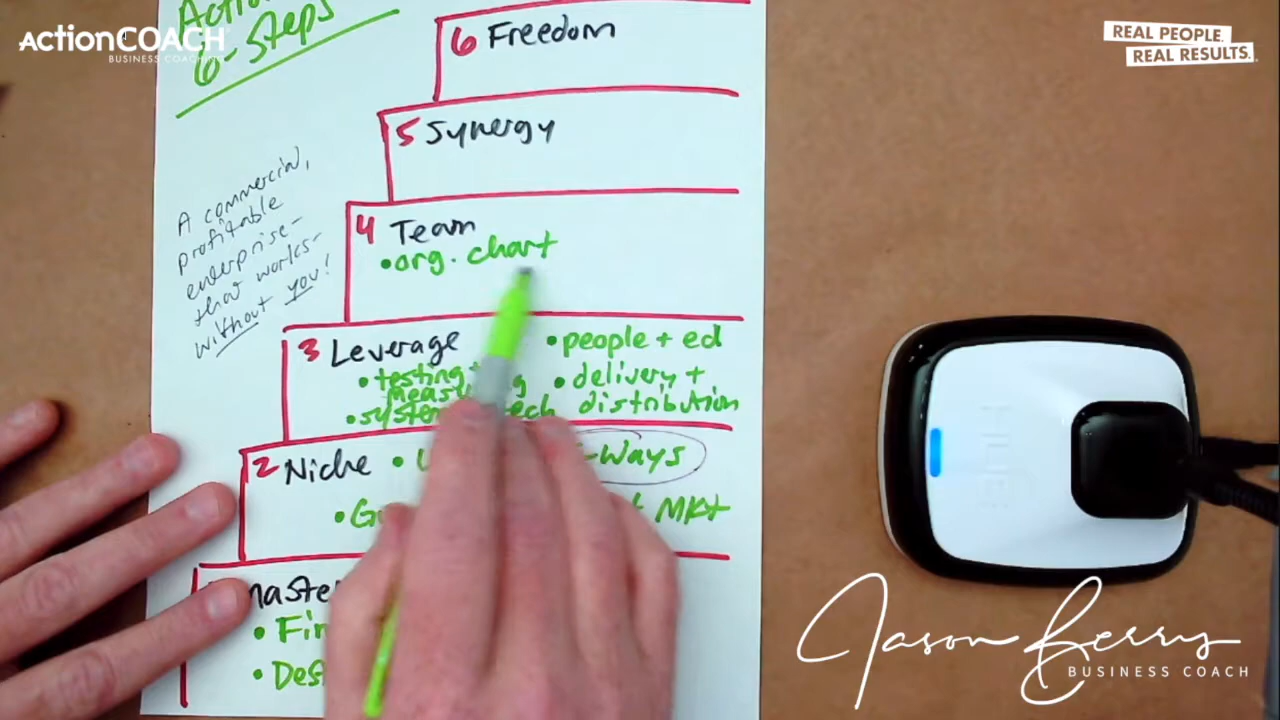 ActionCOACH
BUSINESS COACHING
REAL PEOPLE.
REAL RESULTS.
6-Steps
6 Freedom
5 Synergy
4 Team
• org. chart
A commercial,
profitable
enterprise-
that works-
without you!
3 Leverage
• testing +
• people + ed
• delivery +
distribution
2 Niche •
-Ways
• G
MKt
• Fin
• Des
HUE
Jason Berry
BUSINESS COACH